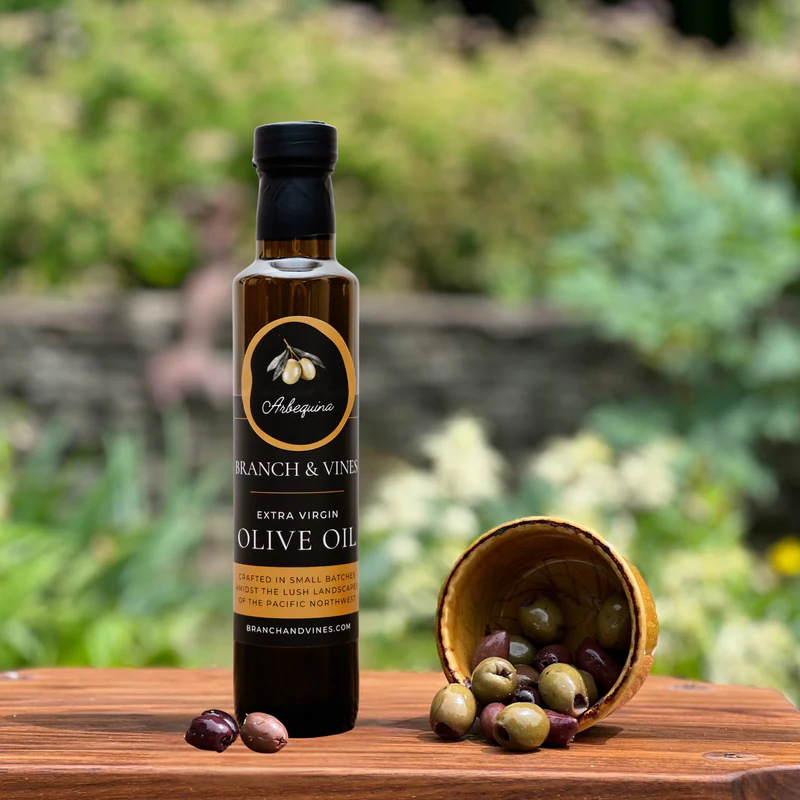 Arbequina
BRANCH & VINES
EXTRA VIRGIN
OLIVE OIL
CRAFTED IN SMALL BATCHES
AMIDST THE LUSH LANDSCAPES
OF THE PACIFIC NORTHWEST
BRANCHANDVINES.COM